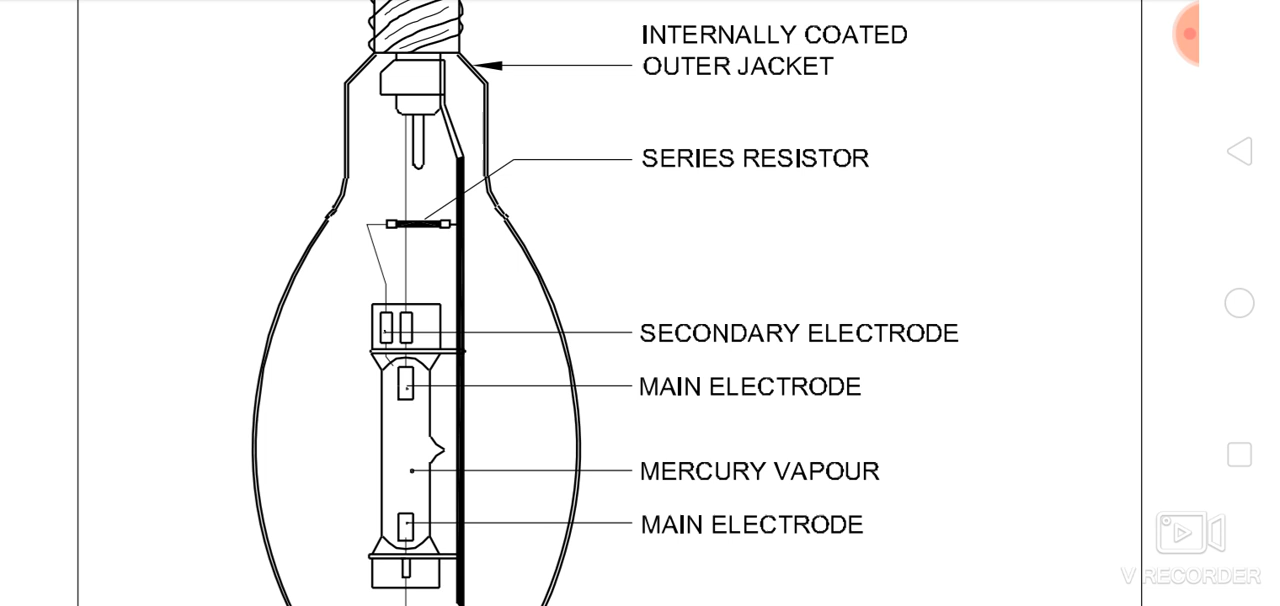 INTERNALLY COATED
OUTER JACKET
SERIES RESISTOR
SECONDARY ELECTRODE
MAIN ELECTRODE
MERCURY VAPOUR
MAIN ELECTRODE
V RECORDER